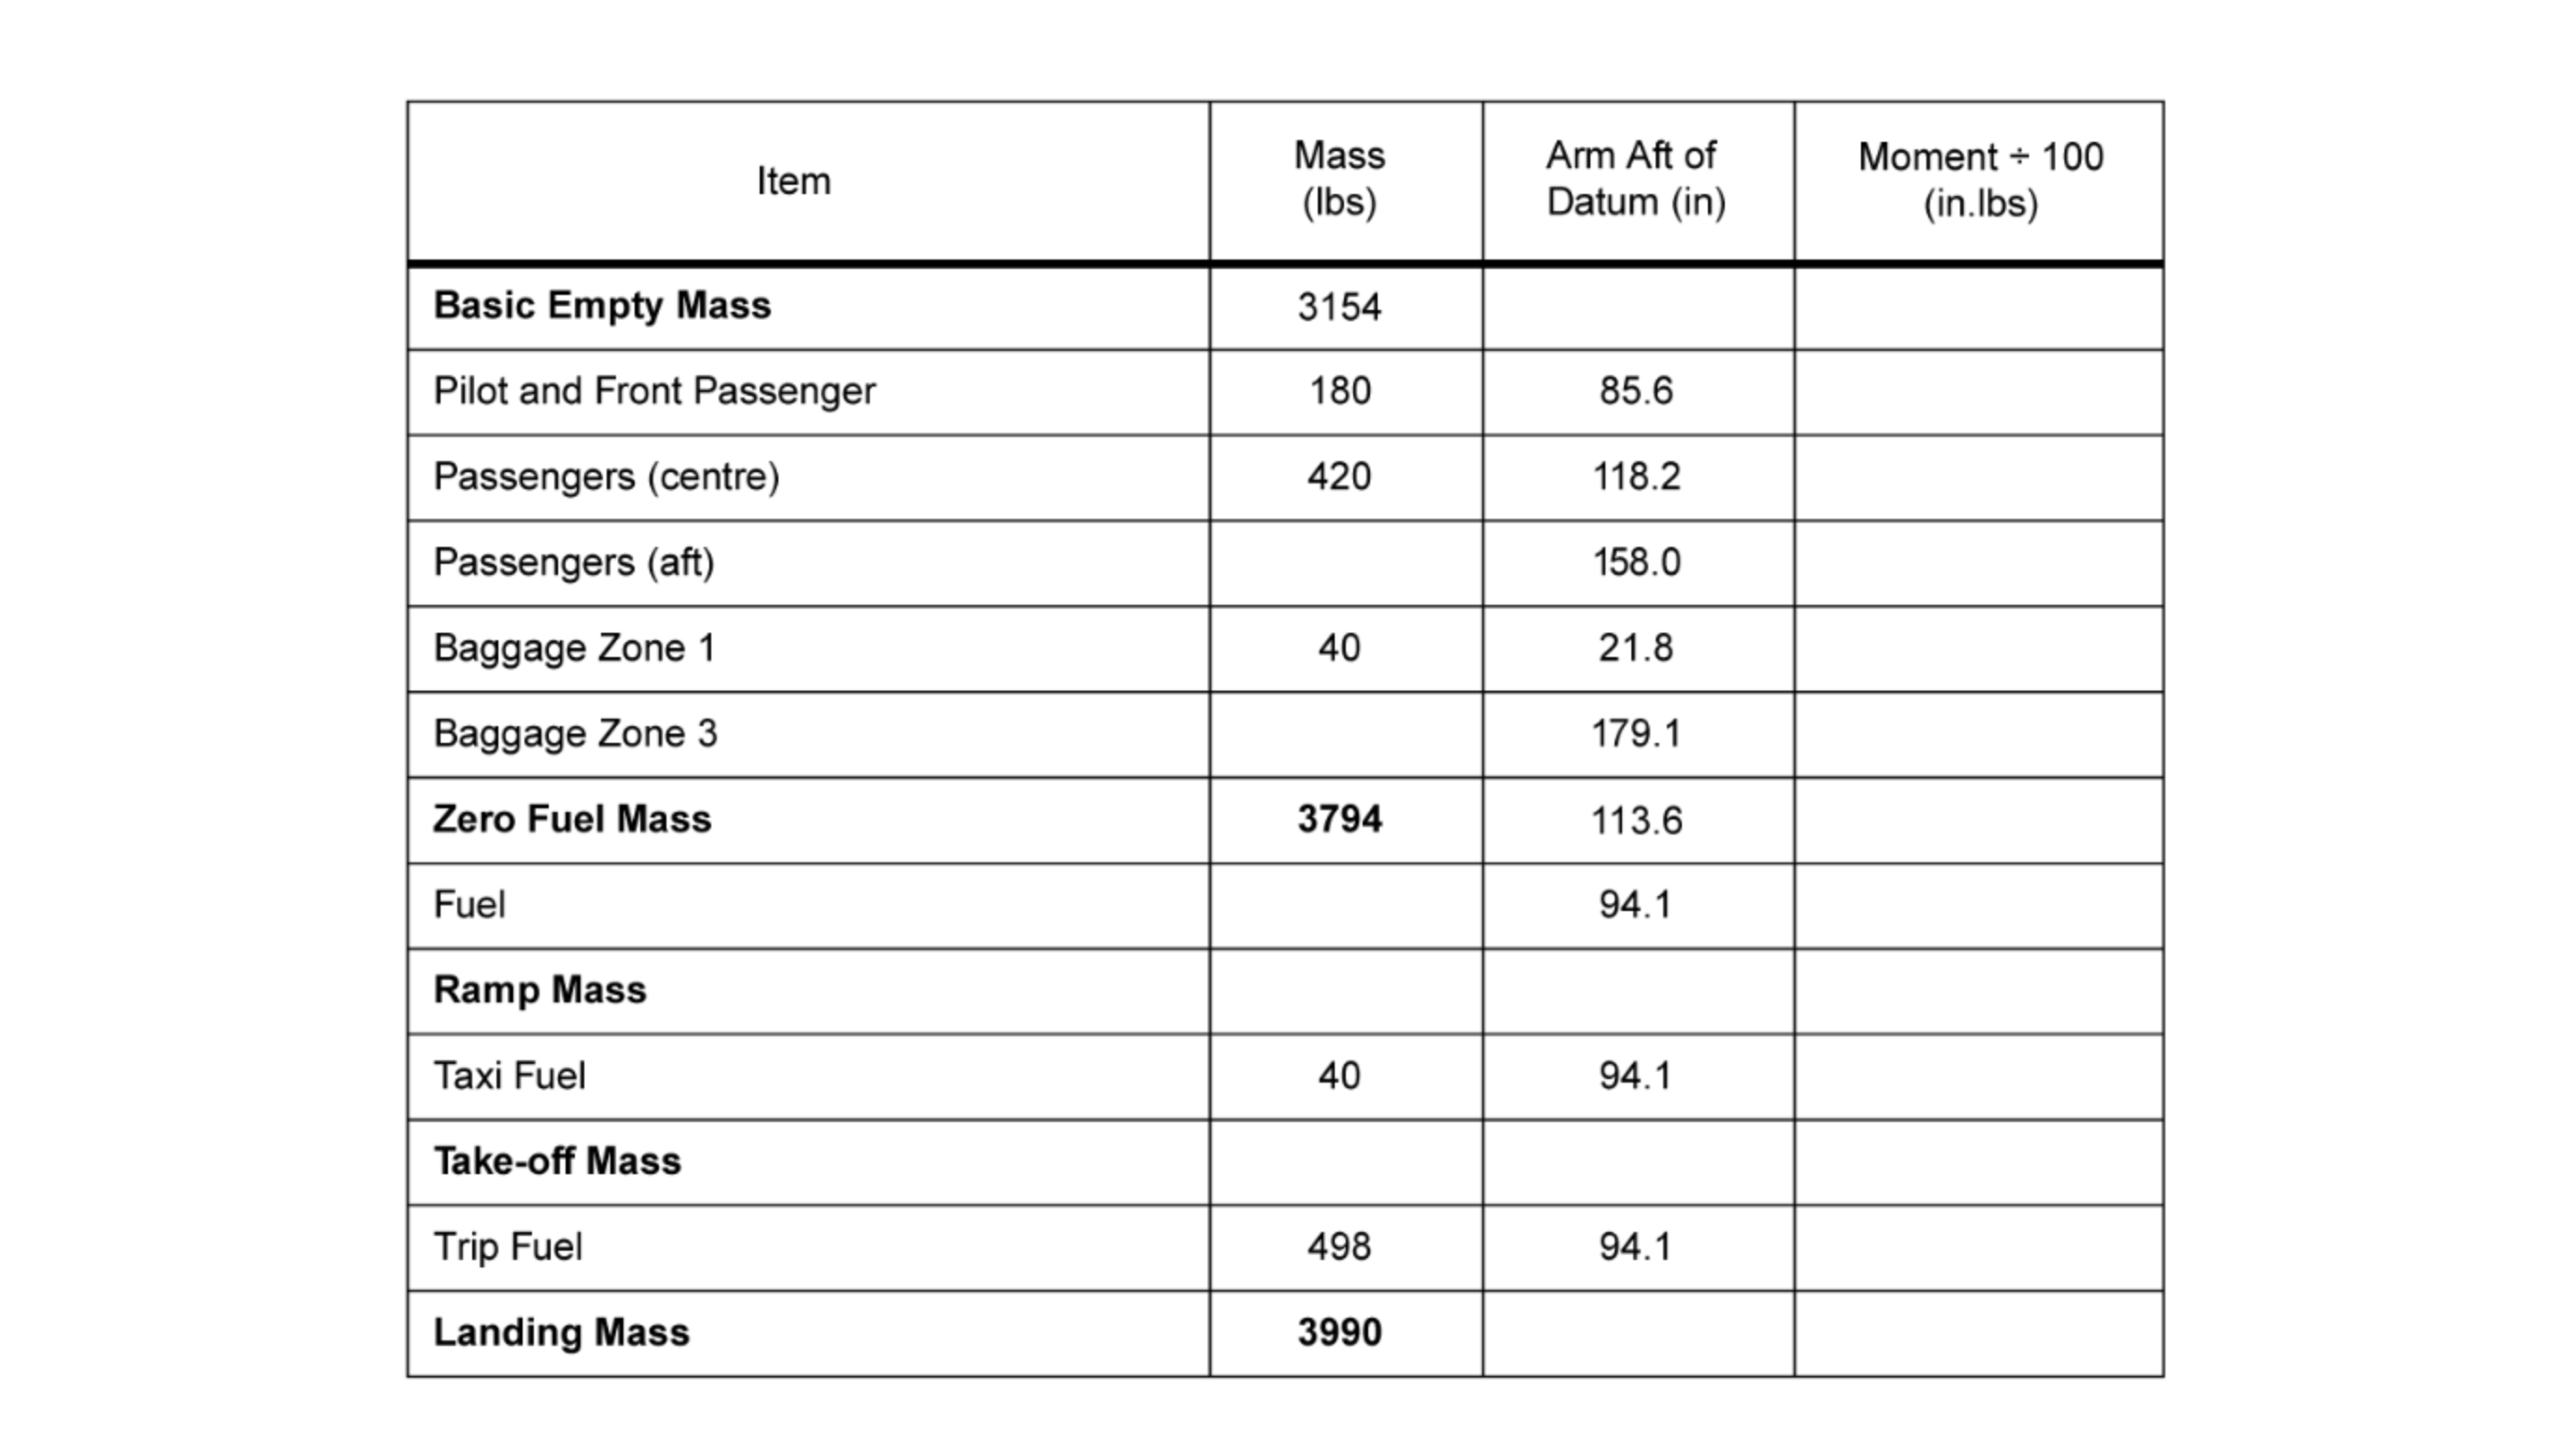 Item Mass (lbs) Arm Aft of Datum (in) Moment ÷ 100 (in.lbs)
Basic Empty Mass 3154
Pilot and Front Passenger 180 85.6
Passengers (centre) 420 118.2
Passengers (aft) 158.0
Baggage Zone 1 40 21.8
Baggage Zone 3 179.1
Zero Fuel Mass 3794 113.6
Fuel 94.1
Ramp Mass
Taxi Fuel 40 94.1
Take-off Mass
Trip Fuel 498 94.1
Landing Mass 3990